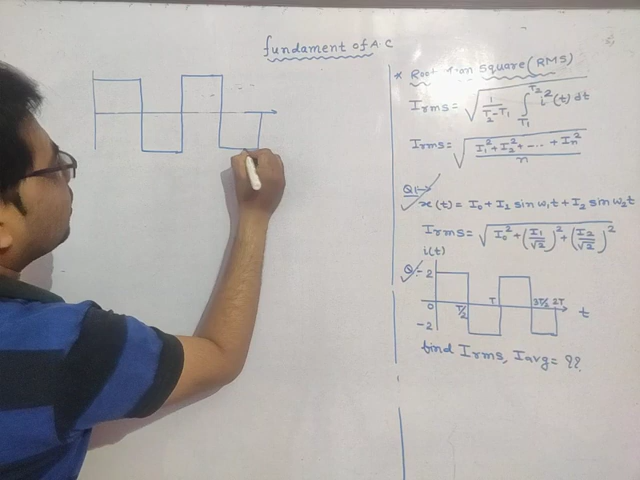 fundament of A.C
* Root Mean Square (RMS)
Irms = √(1/(T2-T1) ∫T1^T2 i²(t) dt)
Irms = √((I1² + I2² + --- + In²)/n)
Q1→
x(t) = I0 + I1 sin ω1t + I2 sin ω2t
Irms = √(I0² + (I1/√2)² + (I2/√2)²)
i(t)
Q:-
2
0
T/2
T
3T/2
2T
t
-2
find Irms, Iavg = ??